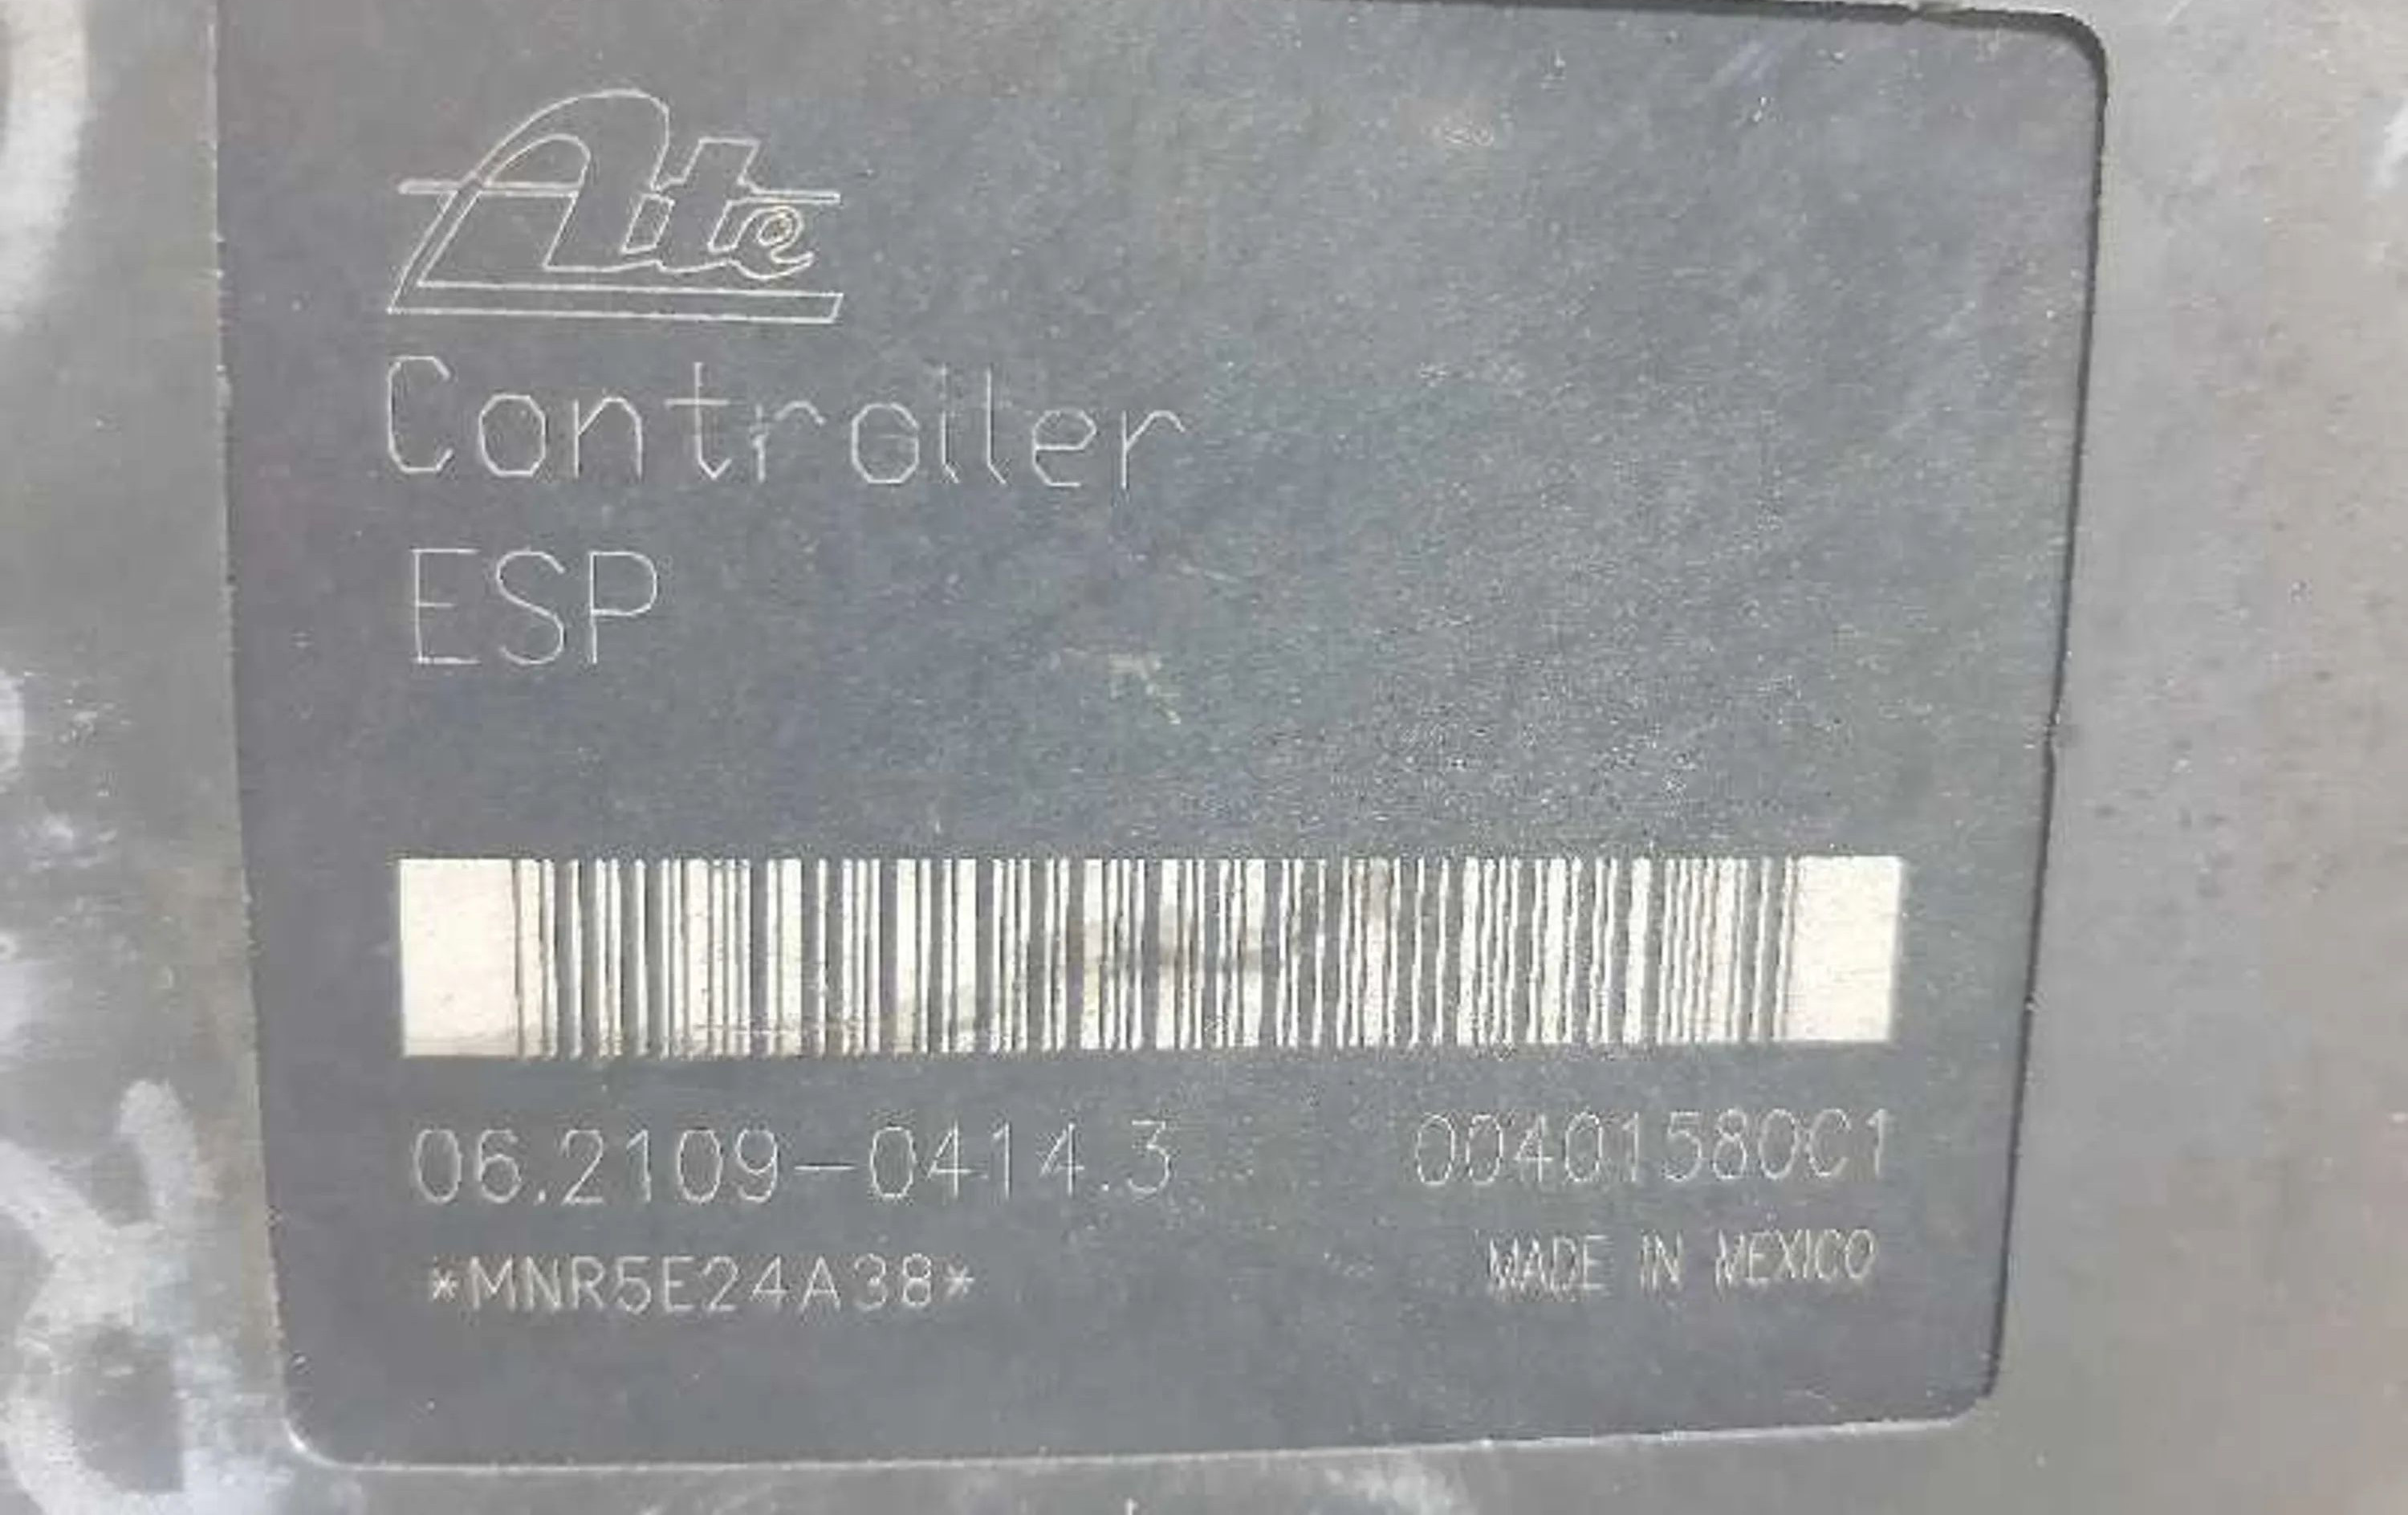 Ate
Controller
ESP
06.2109-0414.3 00401580C1
*MNR5E24A38* MADE IN MEXICO